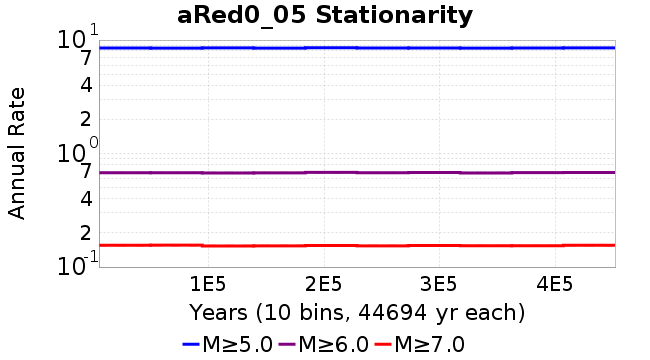 aRed0_05 Stationarity
Annual Rate
10^1
7
4
2
10^0
7
4
2
10^-1
1E5 2E5 3E5 4E5
Years (10 bins, 44694 yr each)
M≥5.0 M≥6.0 M≥7.0